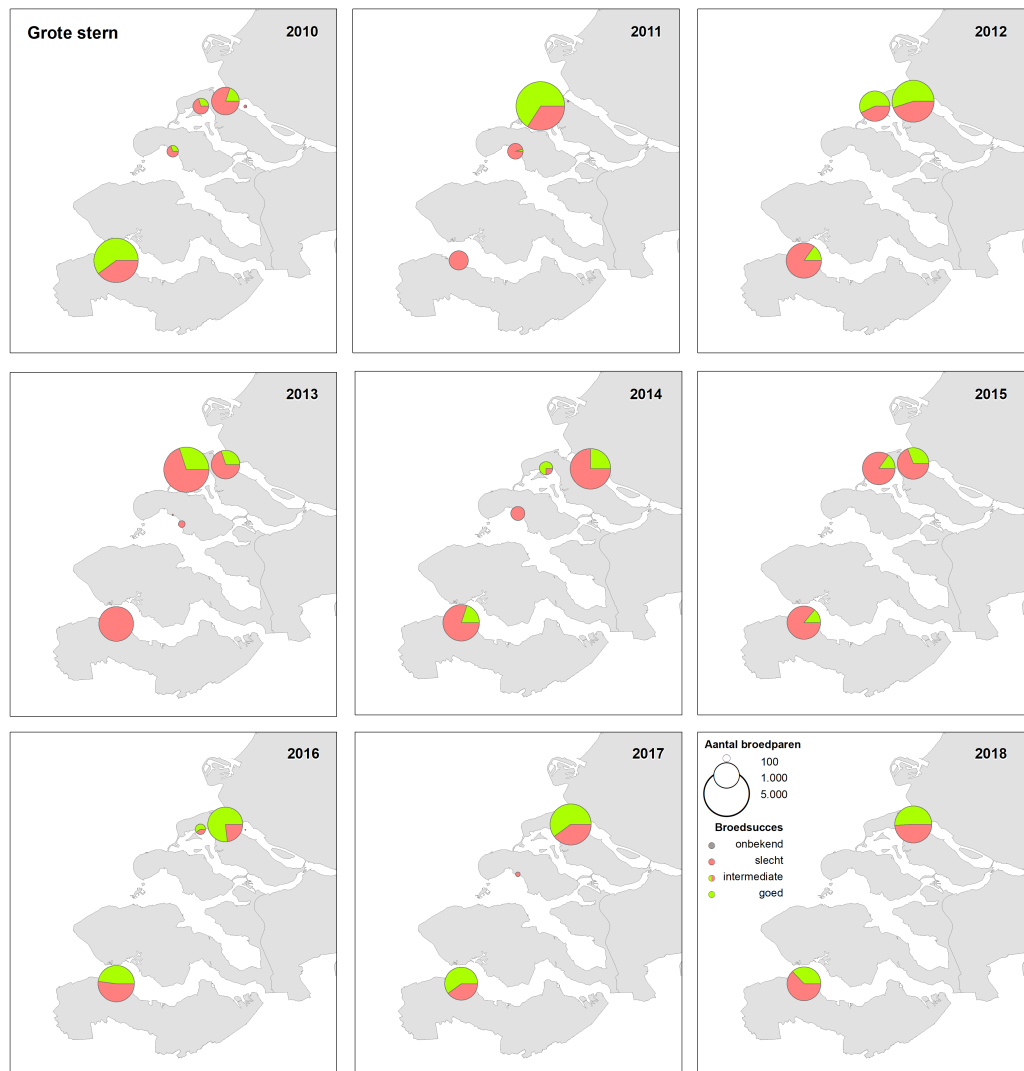 Grote stern
2010
2011
2012
2013
2014
2015
2016
2017
2018
Aantal broedparen
100
1.000
5.000
Broedsucces
onbekend
slecht
intermediate
goed